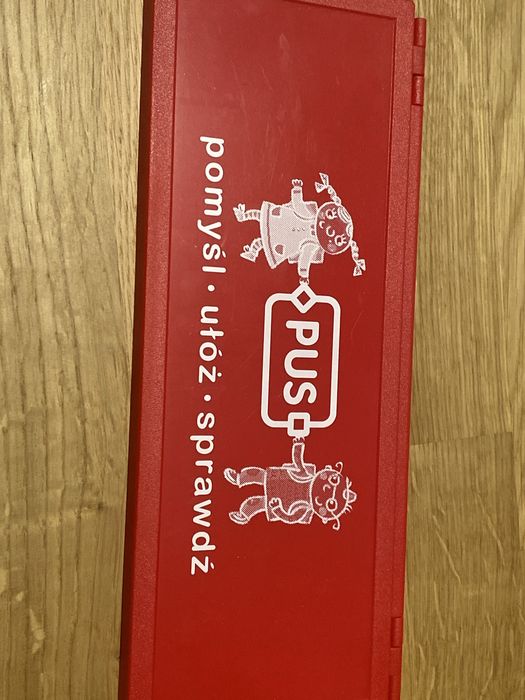 PUS
pomyśl • ułóż • sprawdź